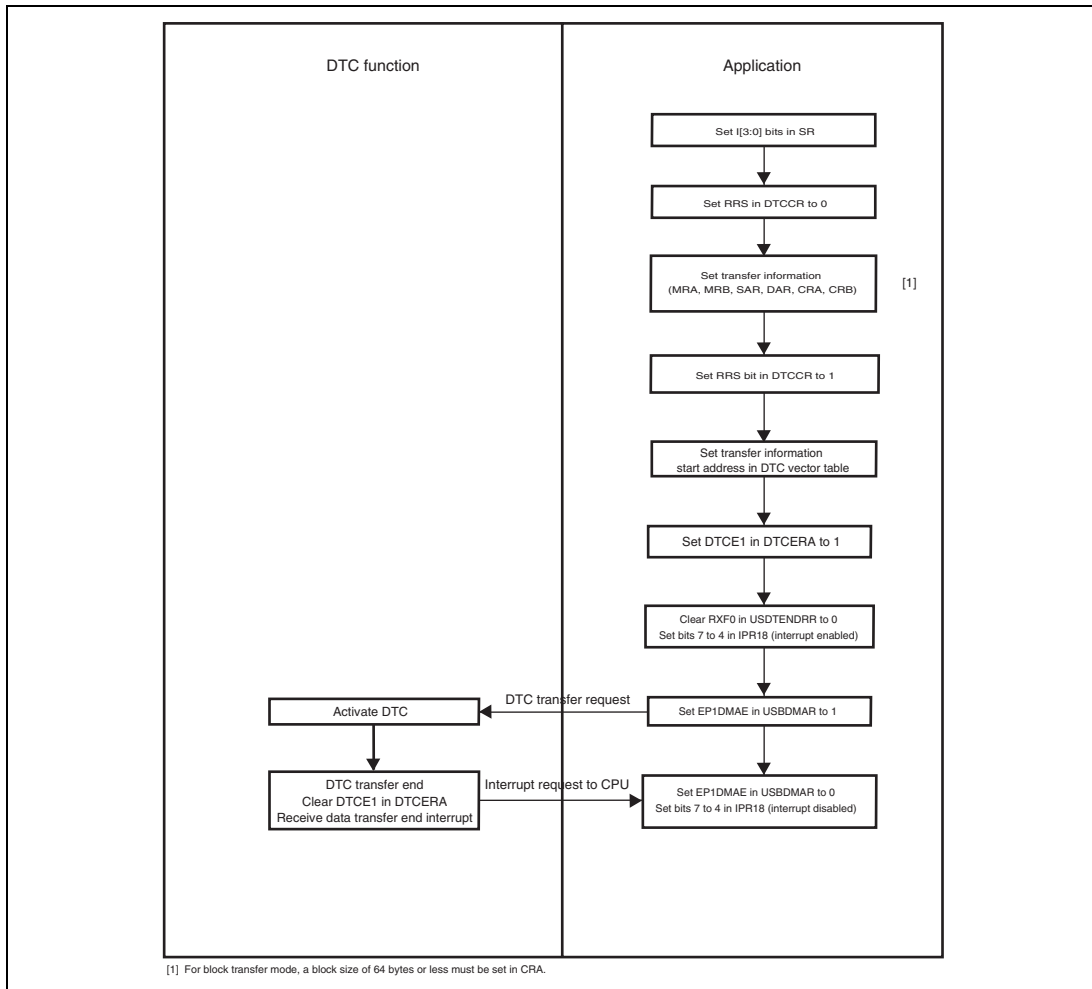 DTC function
Application
Set I[3:0] bits in SR
Set RRS in DTCCR to 0
Set transfer information
(MRA, MRB, SAR, DAR, CRA, CRB)
[1]
Set RRS bit in DTCCR to 1
Set transfer information
start address in DTC vector table
Set DTCE1 in DTCERA to 1
Clear RXF0 in USDTENDRR to 0
Set bits 7 to 4 in IPR18 (interrupt enabled)
DTC transfer request
Activate DTC
Set EP1DMAE in USBDMAR to 1
DTC transfer end
Clear DTCE1 in DTCERA
Receive data transfer end interrupt
Interrupt request to CPU
Set EP1DMAE in USBDMAR to 0
Set bits 7 to 4 in IPR18 (interrupt disabled)
[1] For block transfer mode, a block size of 64 bytes or less must be set in CRA.